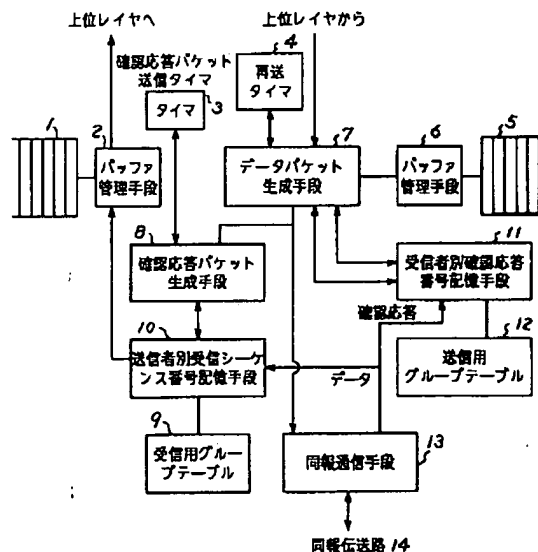 上位レイヤへ
上位レイヤから
確認応答パケット
送信タイマ
タイマ
3
4
再送
タイマ
1
2
バッファ
管理手段
7
データパケット
生成手段
6
バッファ
管理手段
5
8
確認応答パケット
生成手段
11
受信者別確認応答
番号記憶手段
確認応答
10
送信者別受信シーケ
ンス番号記憶手段
データ
12
送信用
グループテーブル
9
受信用グルー
プテーブル
13
同報通信手段
同報伝送路 14